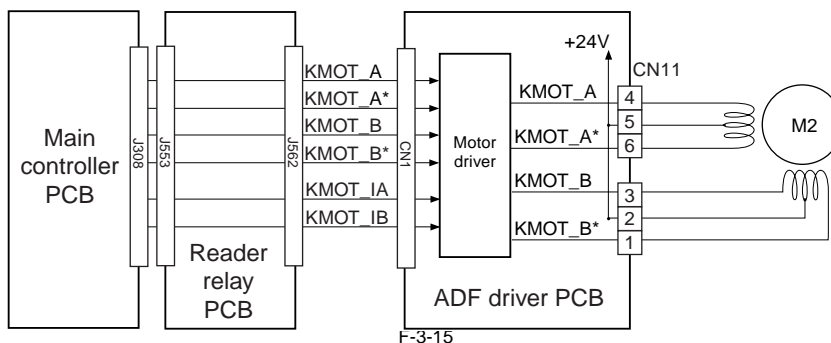 Main
controller
PCB
J308
J553
Reader
relay
PCB
J562
KMOT_A
KMOT_A*
KMOT_B
KMOT_B*
KMOT_IA
KMOT_IB
CN1
Motor
driver
ADF driver PCB
+24V
KMOT_A
KMOT_A*
KMOT_B
KMOT_B*
CN11
4
5
6
3
2
1
M2
F-3-15